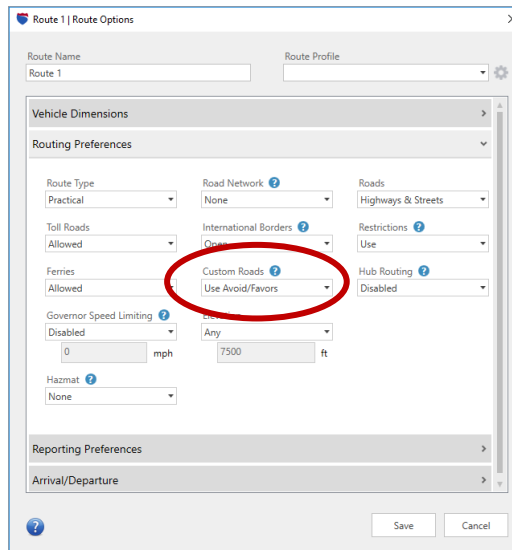 Route 1 | Route Options
Route Name Route Profile
Route 1
Vehicle Dimensions
Routing Preferences
Route Type Road Network ? Roads
Practical None Highways & Streets
Toll Roads International Borders ? Restrictions ?
Allowed Open Use
Ferries Custom Roads ? Hub Routing ?
Allowed Use Avoid/Favors Disabled
Governor Speed Limiting ?
Disabled Any
0 mph 7500 ft
Hazmat ?
None
Reporting Preferences
Arrival/Departure
? Save Cancel